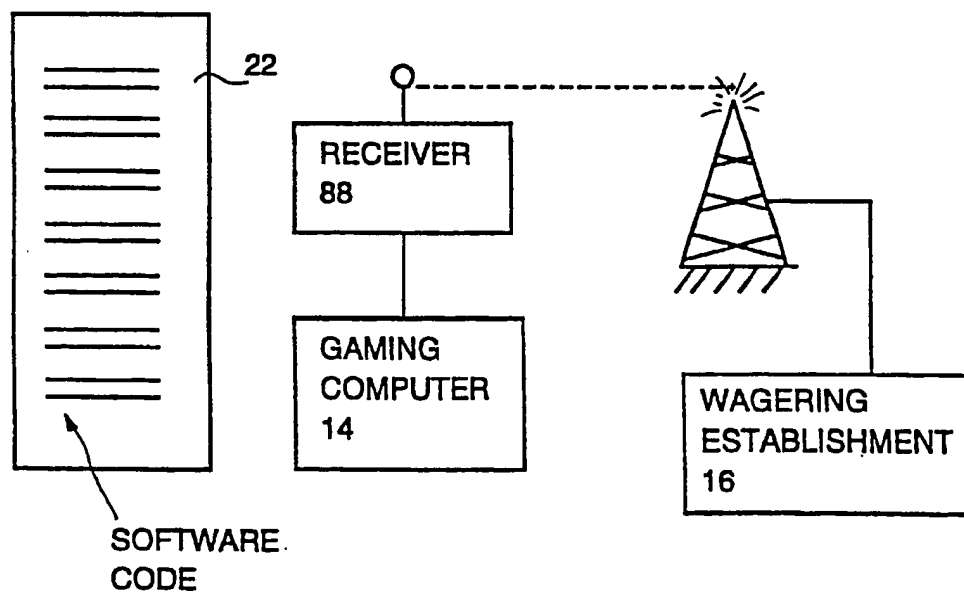 22
RECEIVER
88
GAMING
COMPUTER
14
WAGERING
ESTABLISHMENT
16
SOFTWARE
CODE